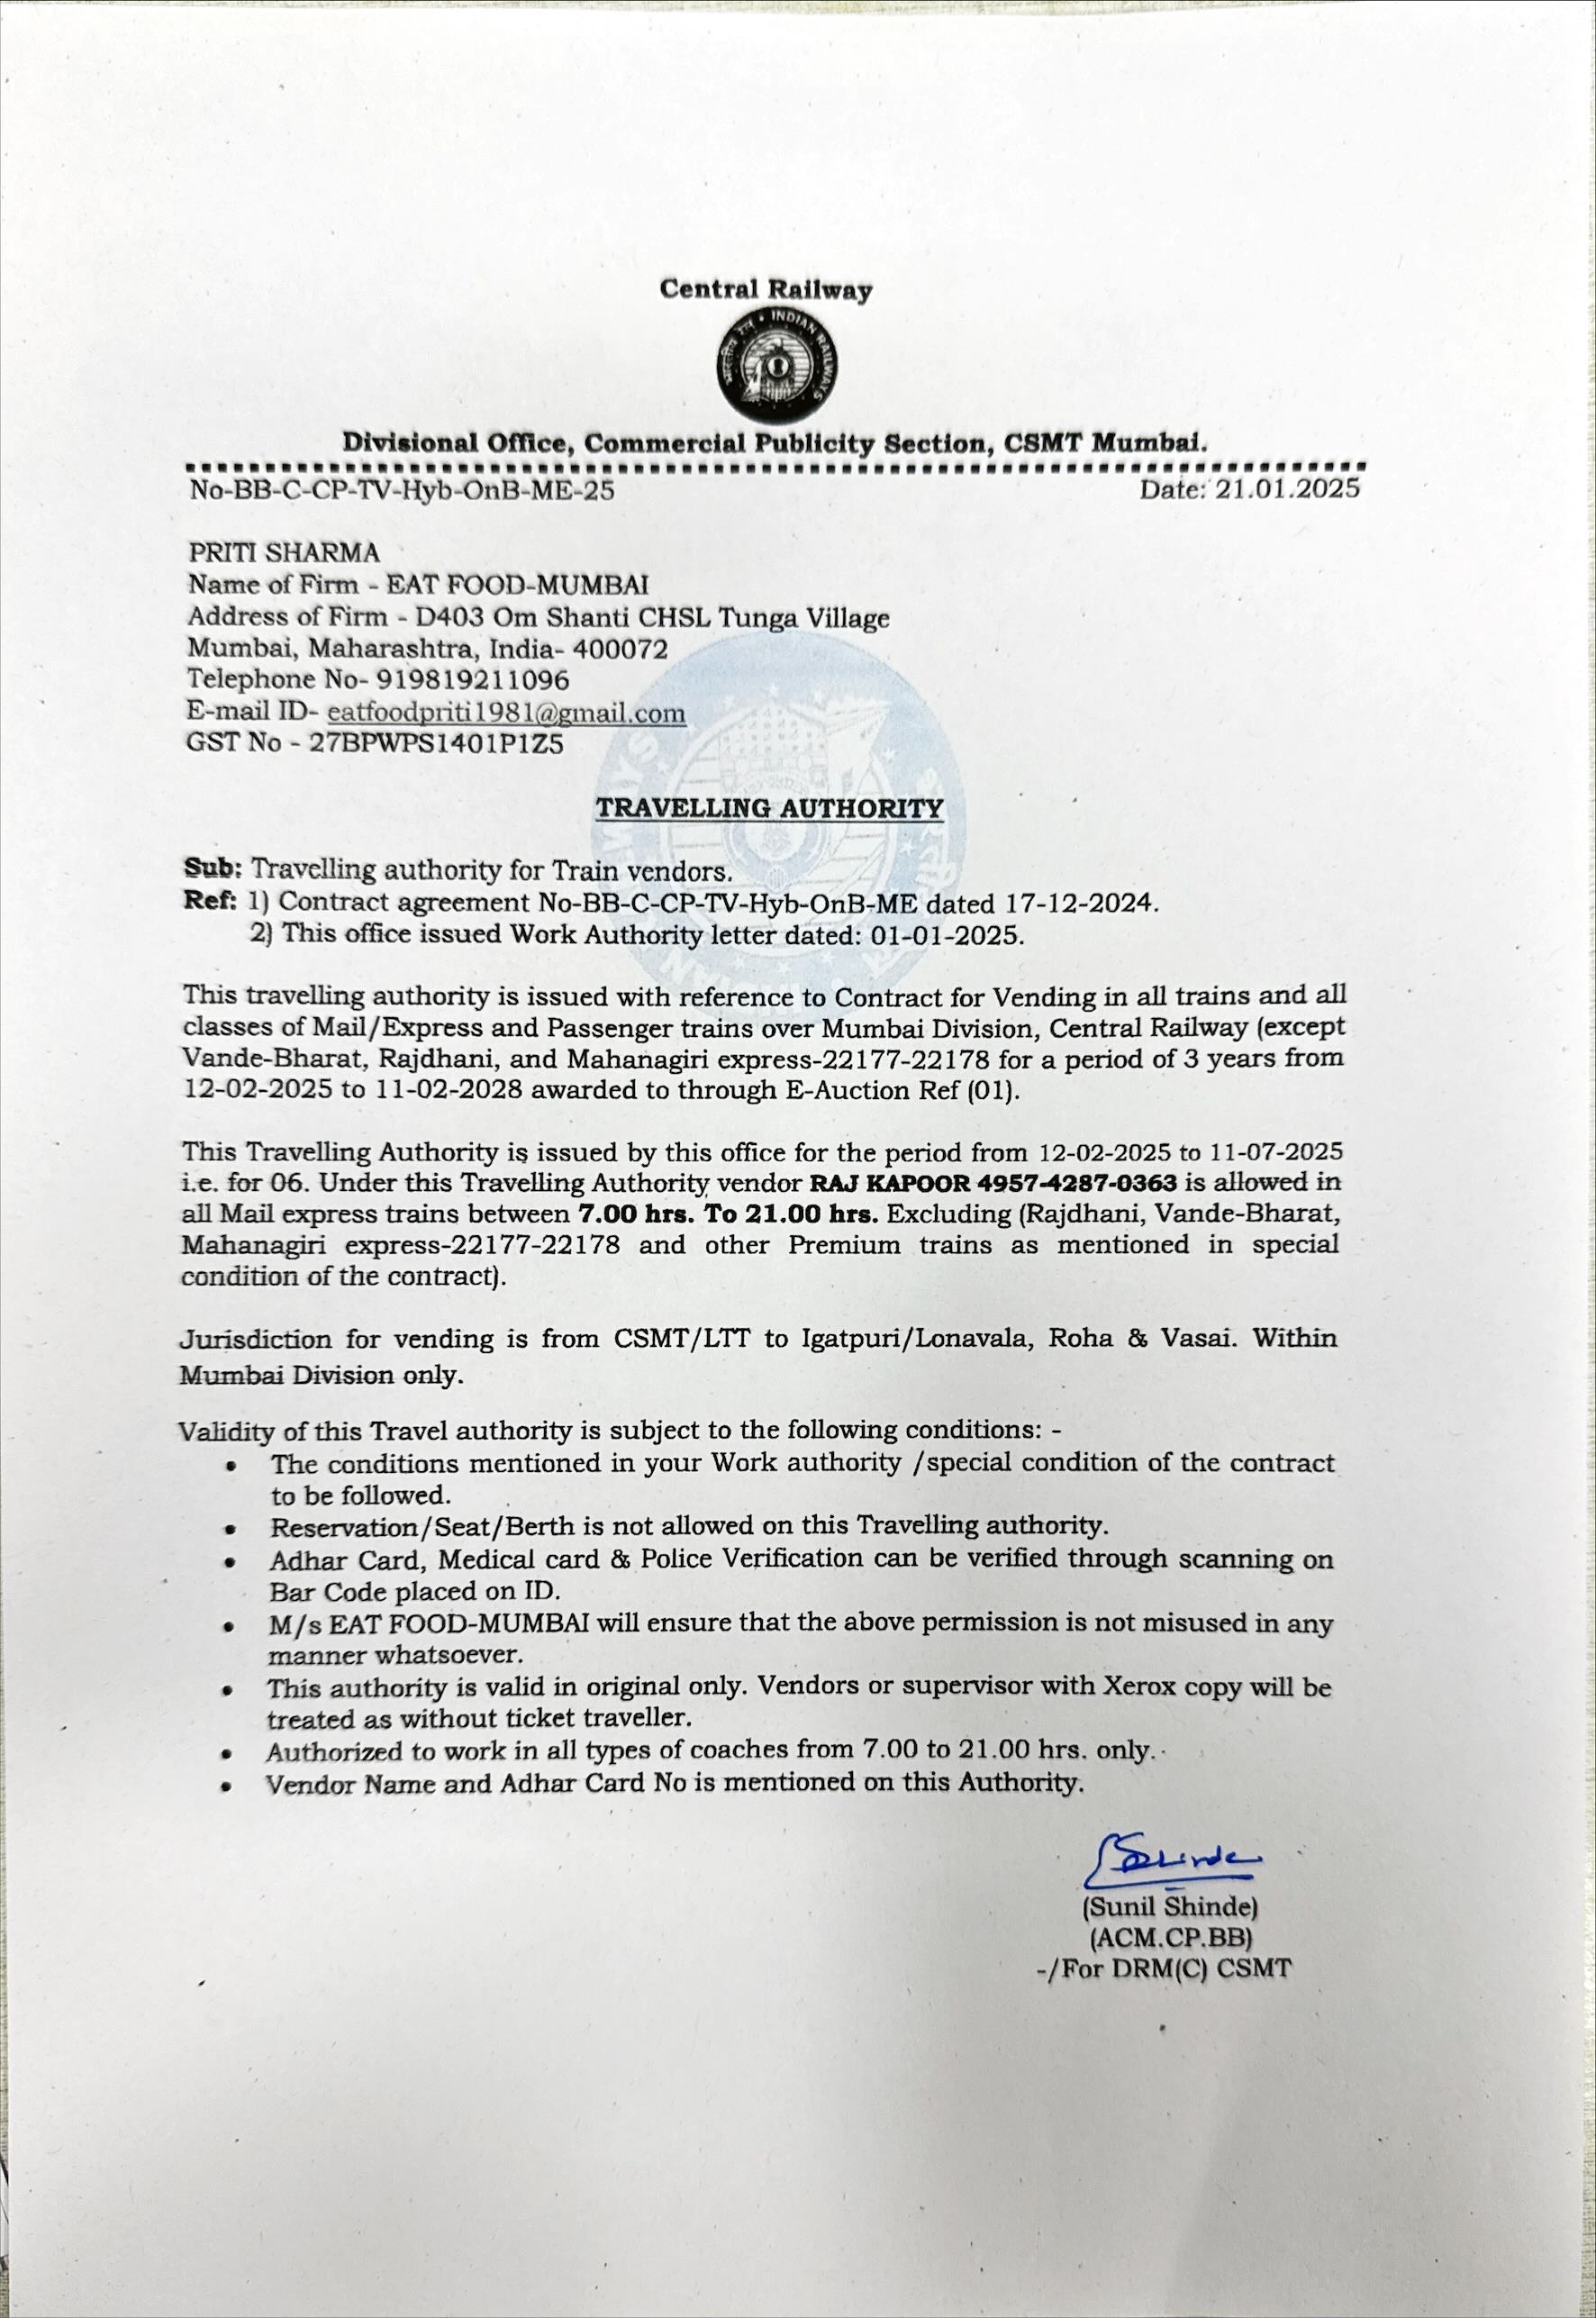 Central Railway
भारतीय रेल • INDIAN RAILWAYS
Divisional Office, Commercial Publicity Section, CSMT Mumbai.
No-BB-C-CP-TV-Hyb-OnB-ME-25 Date: 21.01.2025
PRITI SHARMA
Name of Firm - EAT FOOD-MUMBAI
Address of Firm - D403 Om Shanti CHSL Tunga Village
Mumbai, Maharashtra, India- 400072
Telephone No- 919819211096
E-mail ID- eatfoodpriti1981@gmail.com
GST No - 27BPWPS1401P1Z5
TRAVELLING AUTHORITY
Sub: Travelling authority for Train vendors.
Ref: 1) Contract agreement No-BB-C-CP-TV-Hyb-OnB-ME dated 17-12-2024.
2) This office issued Work Authority letter dated: 01-01-2025.
This travelling authority is issued with reference to Contract for Vending in all trains and all
classes of Mail/Express and Passenger trains over Mumbai Division, Central Railway (except
Vande-Bharat, Rajdhani, and Mahanagiri express-22177-22178 for a period of 3 years from
12-02-2025 to 11-02-2028 awarded to through E-Auction Ref (01).
This Travelling Authority is issued by this office for the period from 12-02-2025 to 11-07-2025
i.e. for 06. Under this Travelling Authority vendor RAJ KAPOOR 4957-4287-0363 is allowed in
all Mail express trains between 7.00 hrs. To 21.00 hrs. Excluding (Rajdhani, Vande-Bharat,
Mahanagiri express-22177-22178 and other Premium trains as mentioned in special
condition of the contract).
Jurisdiction for vending is from CSMT/LTT to Igatpuri/Lonavala, Roha & Vasai. Within
Mumbai Division only.
Validity of this Travel authority is subject to the following conditions: -
• The conditions mentioned in your Work authority /special condition of the contract
to be followed.
• Reservation/Seat/Berth is not allowed on this Travelling authority.
• Adhar Card, Medical card & Police Verification can be verified through scanning on
Bar Code placed on ID.
• M/s EAT FOOD-MUMBAI will ensure that the above permission is not misused in any
manner whatsoever.
• This authority is valid in original only. Vendors or supervisor with Xerox copy will be
treated as without ticket traveller.
• Authorized to work in all types of coaches from 7.00 to 21.00 hrs. only.
• Vendor Name and Adhar Card No is mentioned on this Authority.
(Sunil Shinde)
(ACM.CP.BB)
-/For DRM(C) CSMT